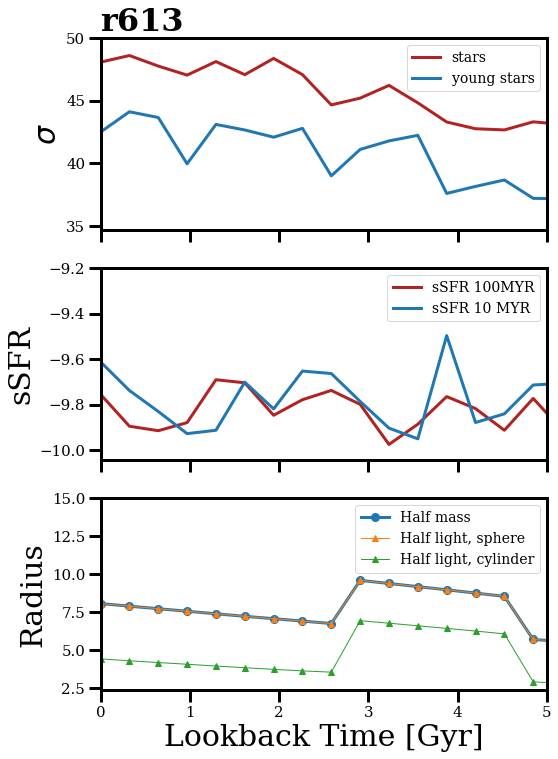 r613
50
45
40
35
σ
stars
young stars
−9.2
−9.4
−9.6
−9.8
−10.0
sSFR
sSFR 100MYR
sSFR 10 MYR
15.0
12.5
10.0
7.5
5.0
2.5
Radius
Half mass
Half light, sphere
Half light, cylinder
0 1 2 3 4 5
Lookback Time [Gyr]